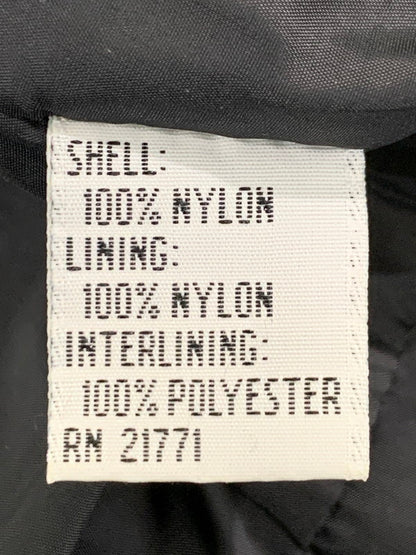 SHELL:
100% NYLON
LINING:
100% NYLON
INTERLINING:
100% POLYESTER
RN 21771